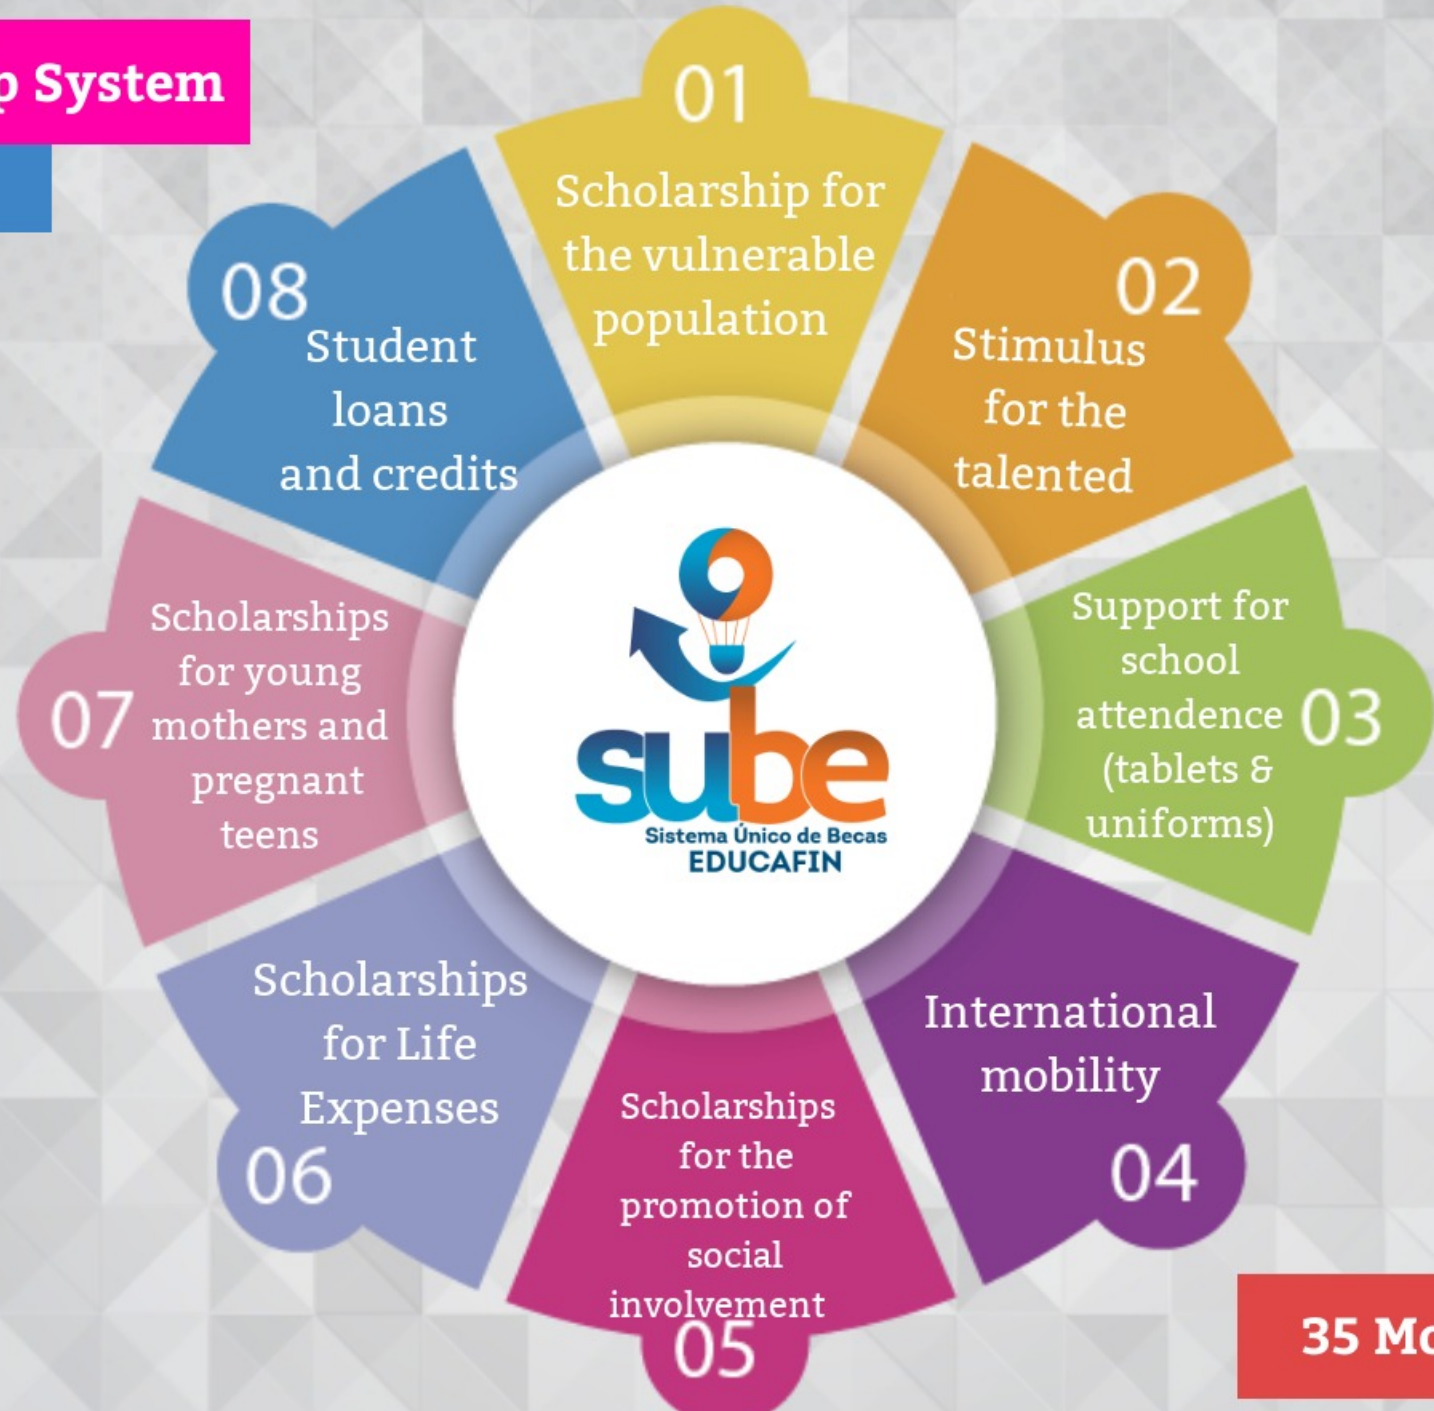 System
01
Scholarship for
the vulnerable
population
02
Stimulus
for the
talented
03
Support for
school
attendence
(tablets &
uniforms)
04
International
mobility
05
Scholarships
for the
promotion of
social
involvement
06
Scholarships
for Life
Expenses
07
Scholarships
for young
mothers and
pregnant
teens
08
Student
loans
and credits
sube
Sistema Único de Becas
EDUCAFIN
35